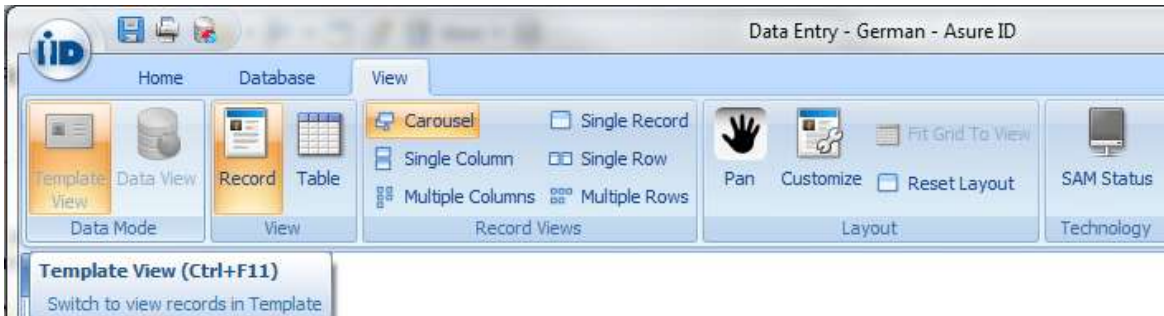 Data Entry - German - Asure ID
iID
Home Database View
Template View
Data View
Record
Table
Carousel
Single Column
Multiple Columns
Single Record
Single Row
Multiple Rows
Pan
Customize
Fit Grid To View
Reset Layout
SAM Status
Data Mode
View
Record Views
Layout
Technology
Template View (Ctrl+F11)
Switch to view records in Template